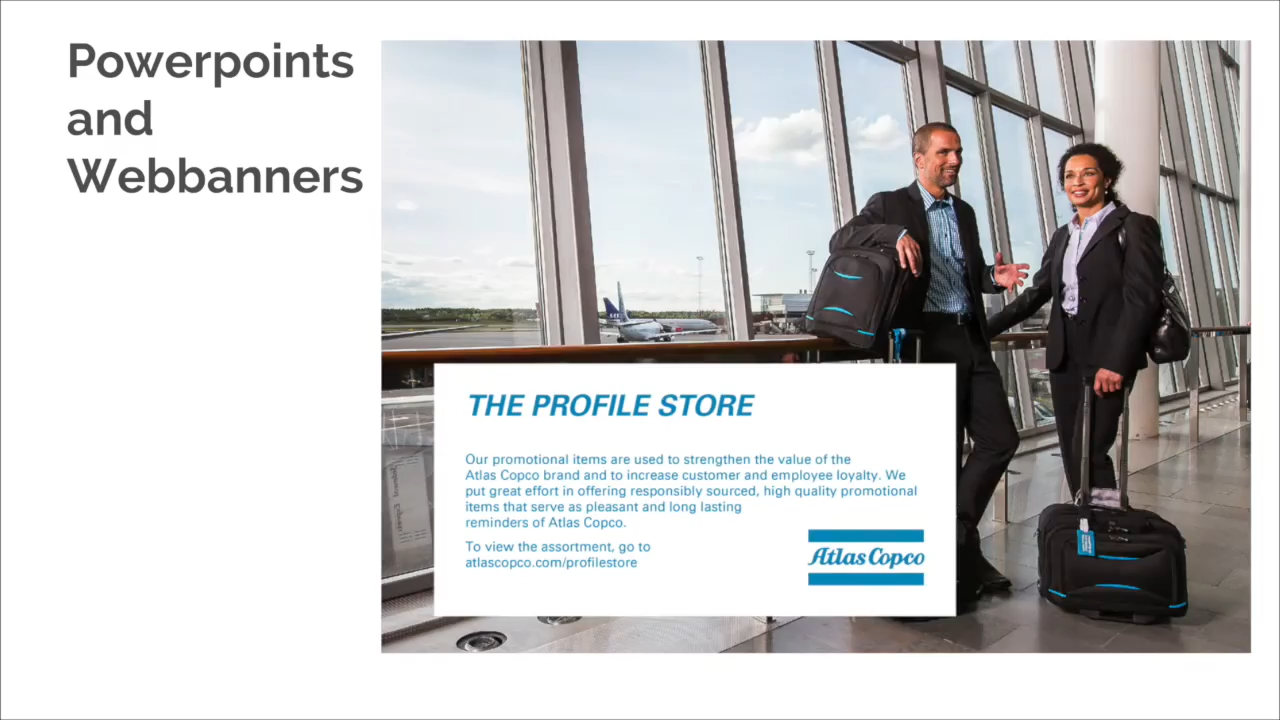 Powerpoints
and
Webbanners
THE PROFILE STORE
Our promotional items are used to strengthen the value of the
Atlas Copco brand and to increase customer and employee loyalty. We
put great effort in offering responsibly sourced, high quality promotional
items that serve as pleasant and long lasting
reminders of Atlas Copco.
To view the assortment, go to
atlascopco.com/profilestore
Atlas Copco